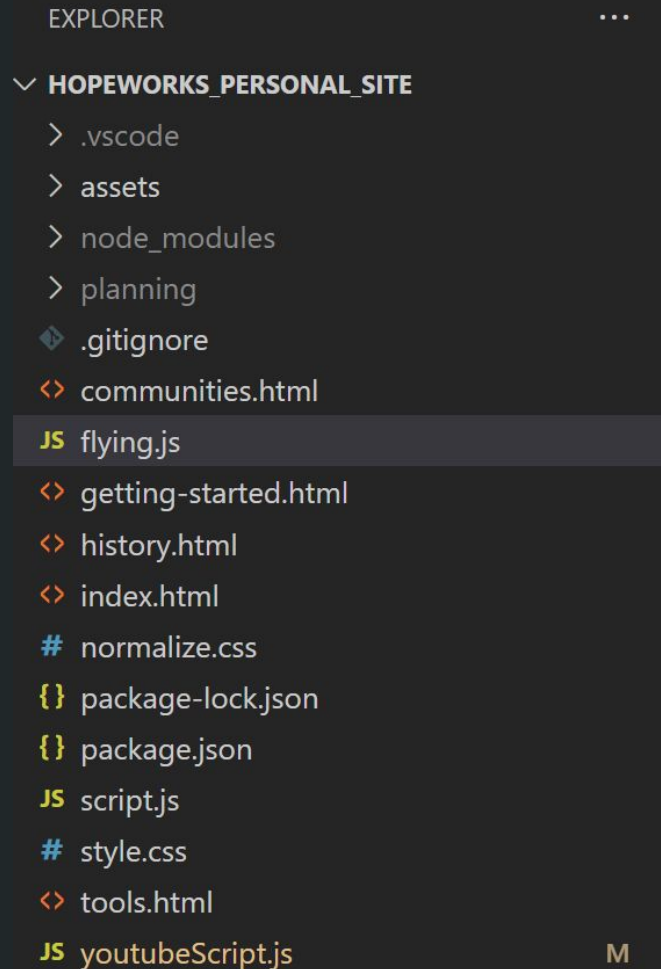 EXPLORER ...
HOPEWORKS_PERSONAL_SITE
.vscode
assets
node_modules
planning
.gitignore
<> communities.html
JS flying.js
<> getting-started.html
<> history.html
<> index.html
# normalize.css
{} package-lock.json
{} package.json
JS script.js
# style.css
<> tools.html
JS youtubeScript.js M